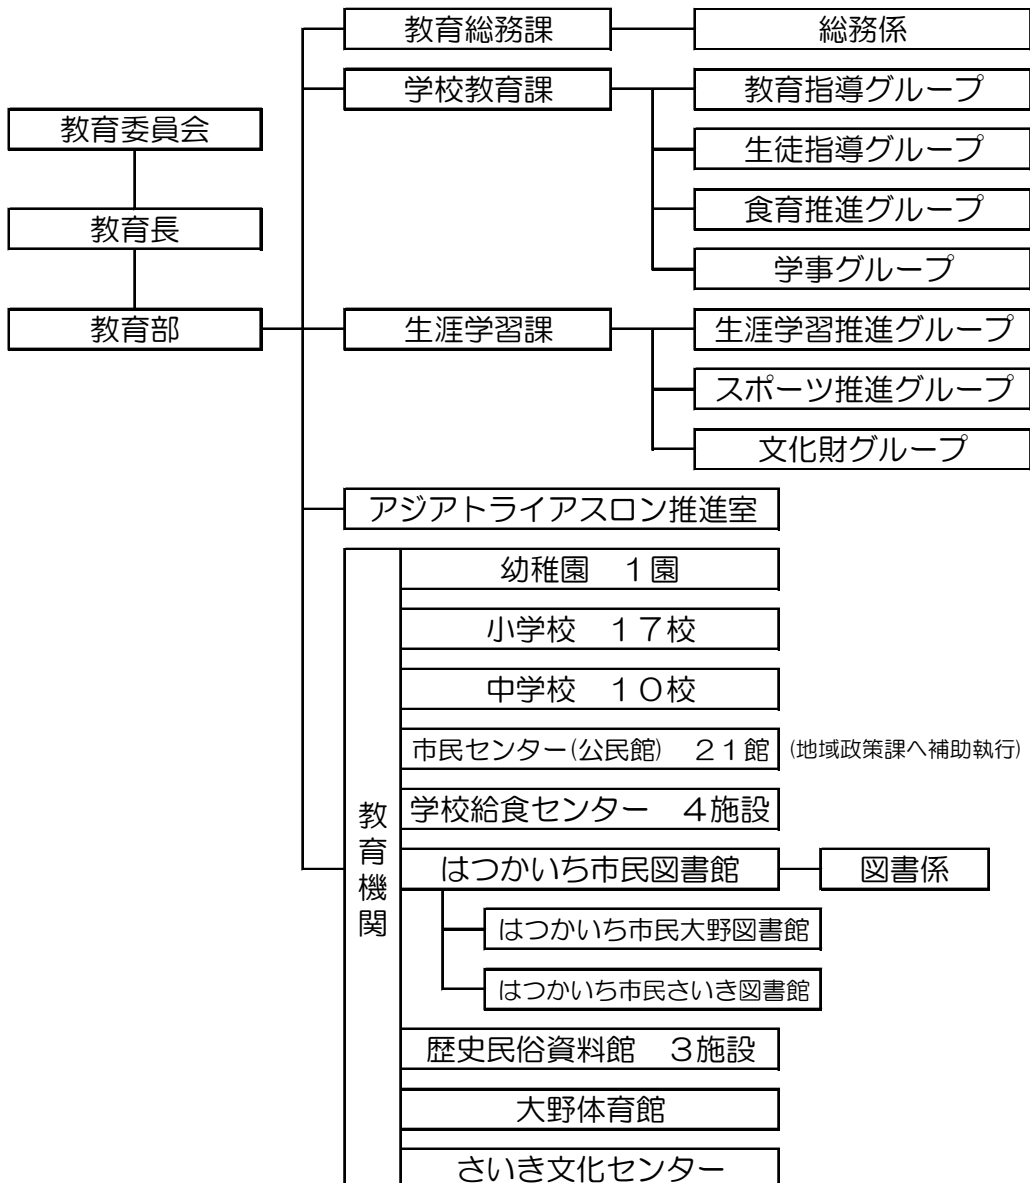 教育総務課
総務係
学校教育課
教育指導グループ
教育委員会
生徒指導グループ
食育推進グループ
教育長
学事グループ
教育部
生涯学習課
生涯学習推進グループ
スポーツ推進グループ
文化財グループ
アジアトライアスロン推進室
教育機関
幼稚園　１園
小学校　１７校
中学校　１０校
市民センター(公民館)　２１館　(地域政策課へ補助執行)
学校給食センター　４施設
はつかいち市民図書館
図書係
はつかいち市民大野図書館
はつかいち市民さいき図書館
歴史民俗資料館　３施設
大野体育館
さいき文化センター